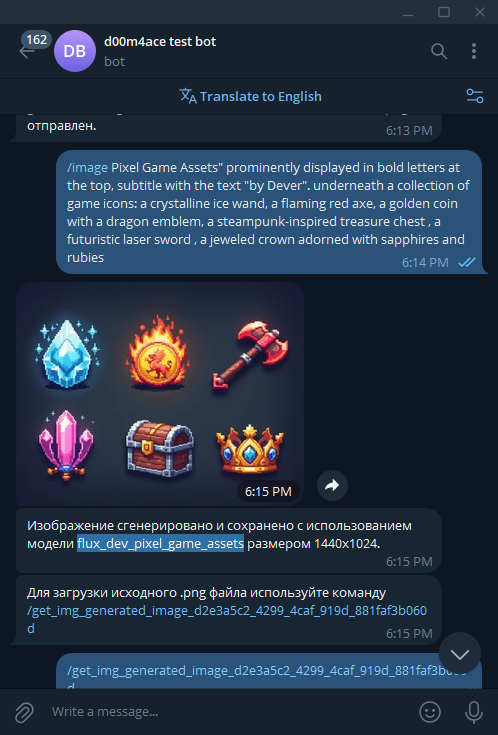 162
DB
d00m4ace test bot
bot
Translate to English
отправлен.
6:13 PM
/image Pixel Game Assets" prominently displayed in bold letters at
the top, subtitle with the text "by Dever". underneath a collection of
game icons: a crystalline ice wand, a flaming red axe, a golden coin
with a dragon emblem, a steampunk-inspired treasure chest , a
futuristic laser sword , a jeweled crown adorned with sapphires and
rubies
6:14 PM
6:15 PM
Изображение сгенерировано и сохранено с использованием
модели flux_dev_pixel_game_assets размером 1440x1024.
6:15 PM
Для загрузки исходного .png файла используйте команду
/get_img_generated_image_d2e3a5c2_4299_4caf_919d_881faf3b060
d
6:15 PM
/get_img_generated_image_d2e3a5c2_4299_4caf_919d_881faf3b060
d
Write a message...